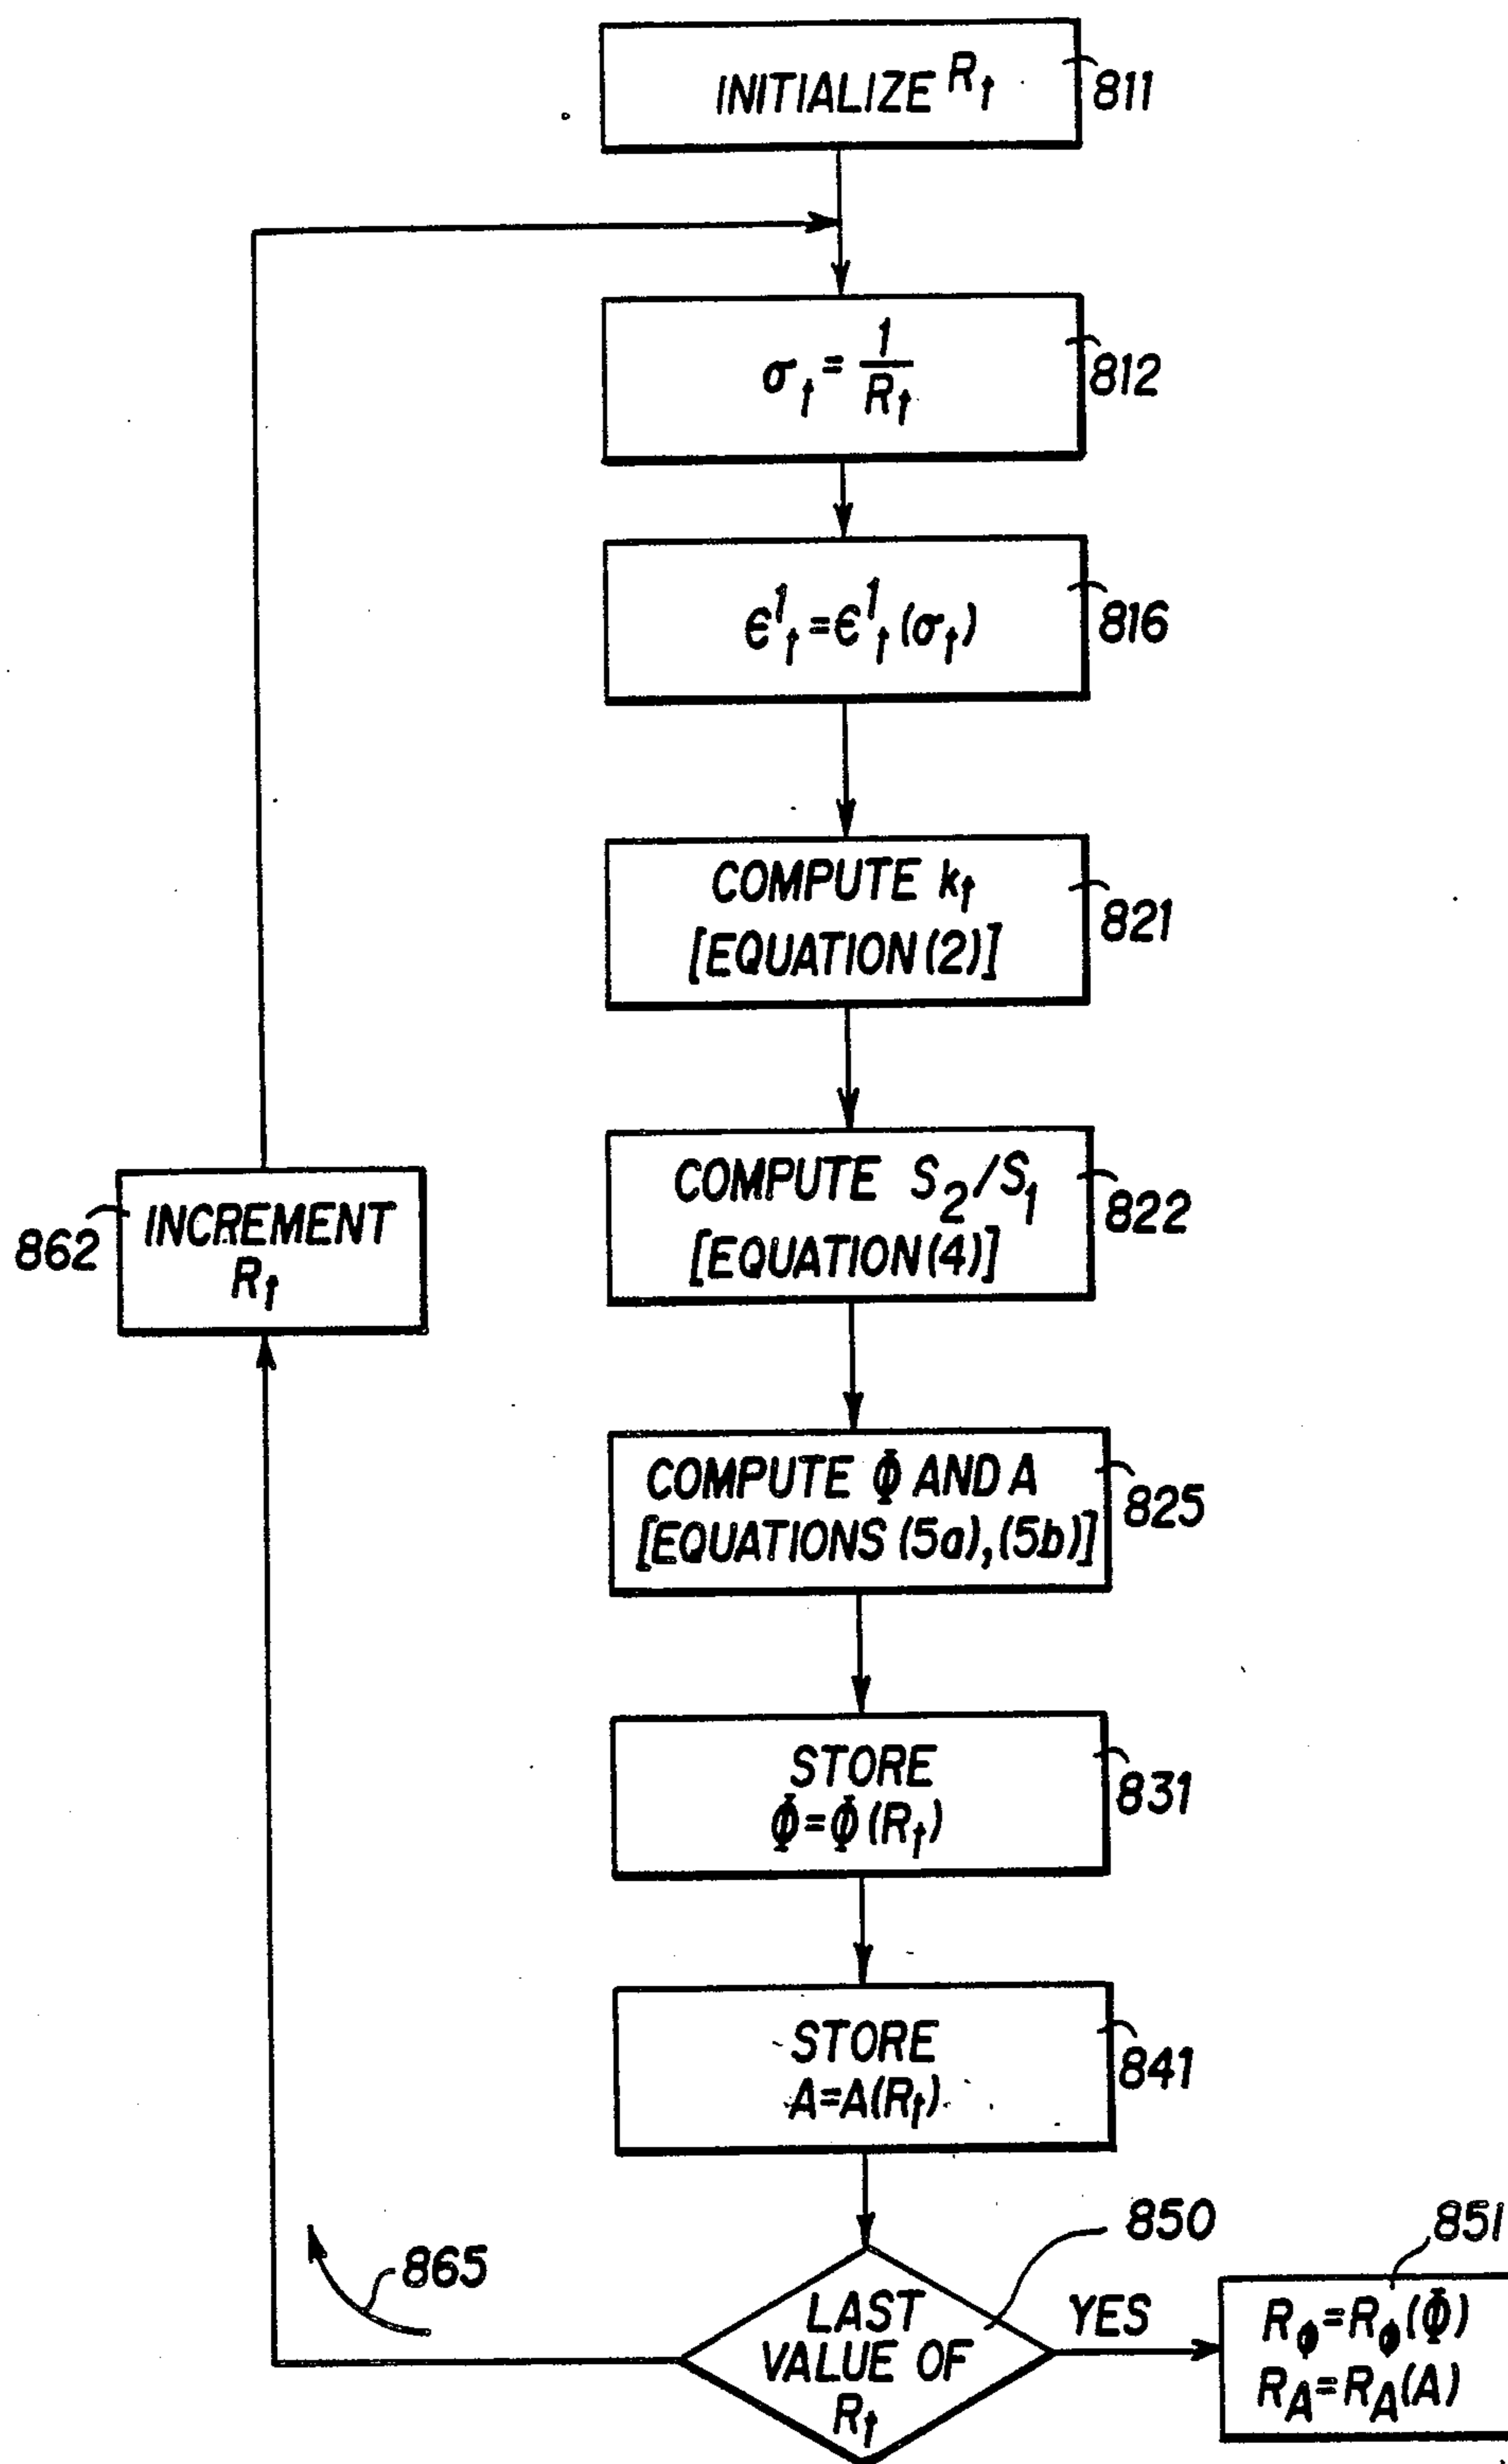 INITIALIZE Rt
811
σt = 1/Rt
812
ϵ¹t=ϵ¹t(σt)
816
COMPUTE kt
[EQUATION (2)]
821
COMPUTE S2/S1
[EQUATION (4)]
822
862
INCREMENT
Rt
COMPUTE Φ AND A
[EQUATIONS (5a), (5b)]
825
STORE
Φ=Φ(Rt)
831
STORE
A=A(Rt)
841
865
LAST
VALUE OF
Rt
850
YES
851
RΦ=RΦ(Φ)
RA=RA(A)